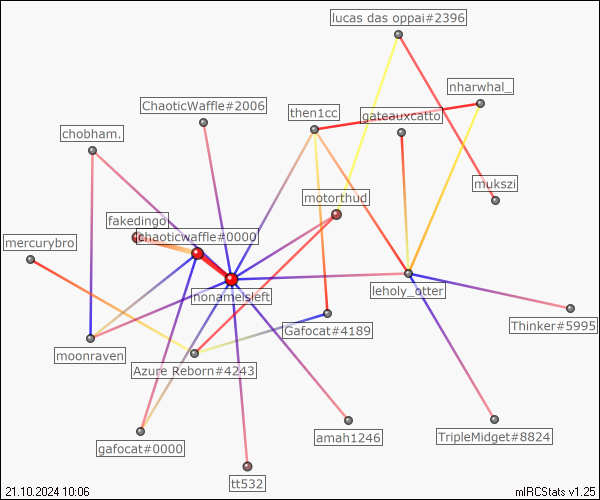 lucas das oppai#2396
nharwhal_
ChaoticWaffle#2006
then1cc
gateauxcatto
chobham.
mukszi
motorthud
fakedingo
chaoticwaffle#0000
mercurybro
leholy_otter
nonameisleft
Thinker#5995
Gafocat#4189
moonraven
Azure Reborn#4243
amah1246
TripleMidget#8824
gafocat#0000
tt532
21.10.2024 10:06
mIRCStats v1.25